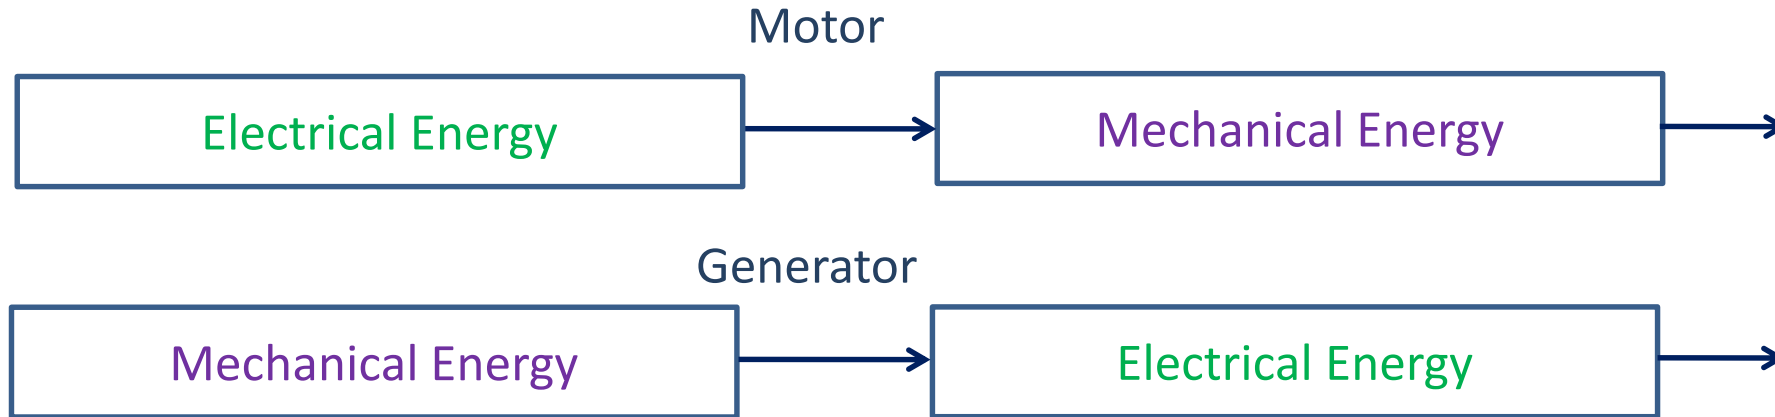 Motor
Electrical Energy
Mechanical Energy
Generator
Mechanical Energy
Electrical Energy